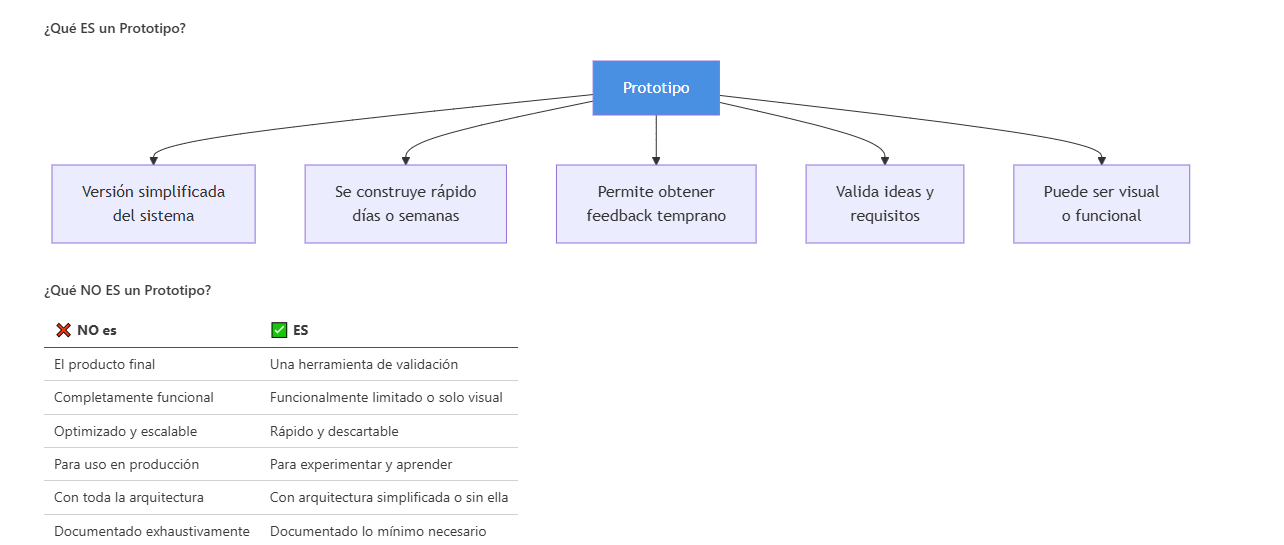 ¿Qué ES un Prototipo?
Prototipo
Versión simplificada
del sistema
Se construye rápido
días o semanas
Permite obtener
feedback temprano
Valida ideas y
requisitos
Puede ser visual
o funcional
¿Qué NO ES un Prototipo?
❌ NO es ✅ ES
El producto final Una herramienta de validación
Completamente funcional Funcionalmente limitado o solo visual
Optimizado y escalable Rápido y descartable
Para uso en producción Para experimentar y aprender
Con toda la arquitectura Con arquitectura simplificada o sin ella
Documentado exhaustivamente Documentado lo mínimo necesario